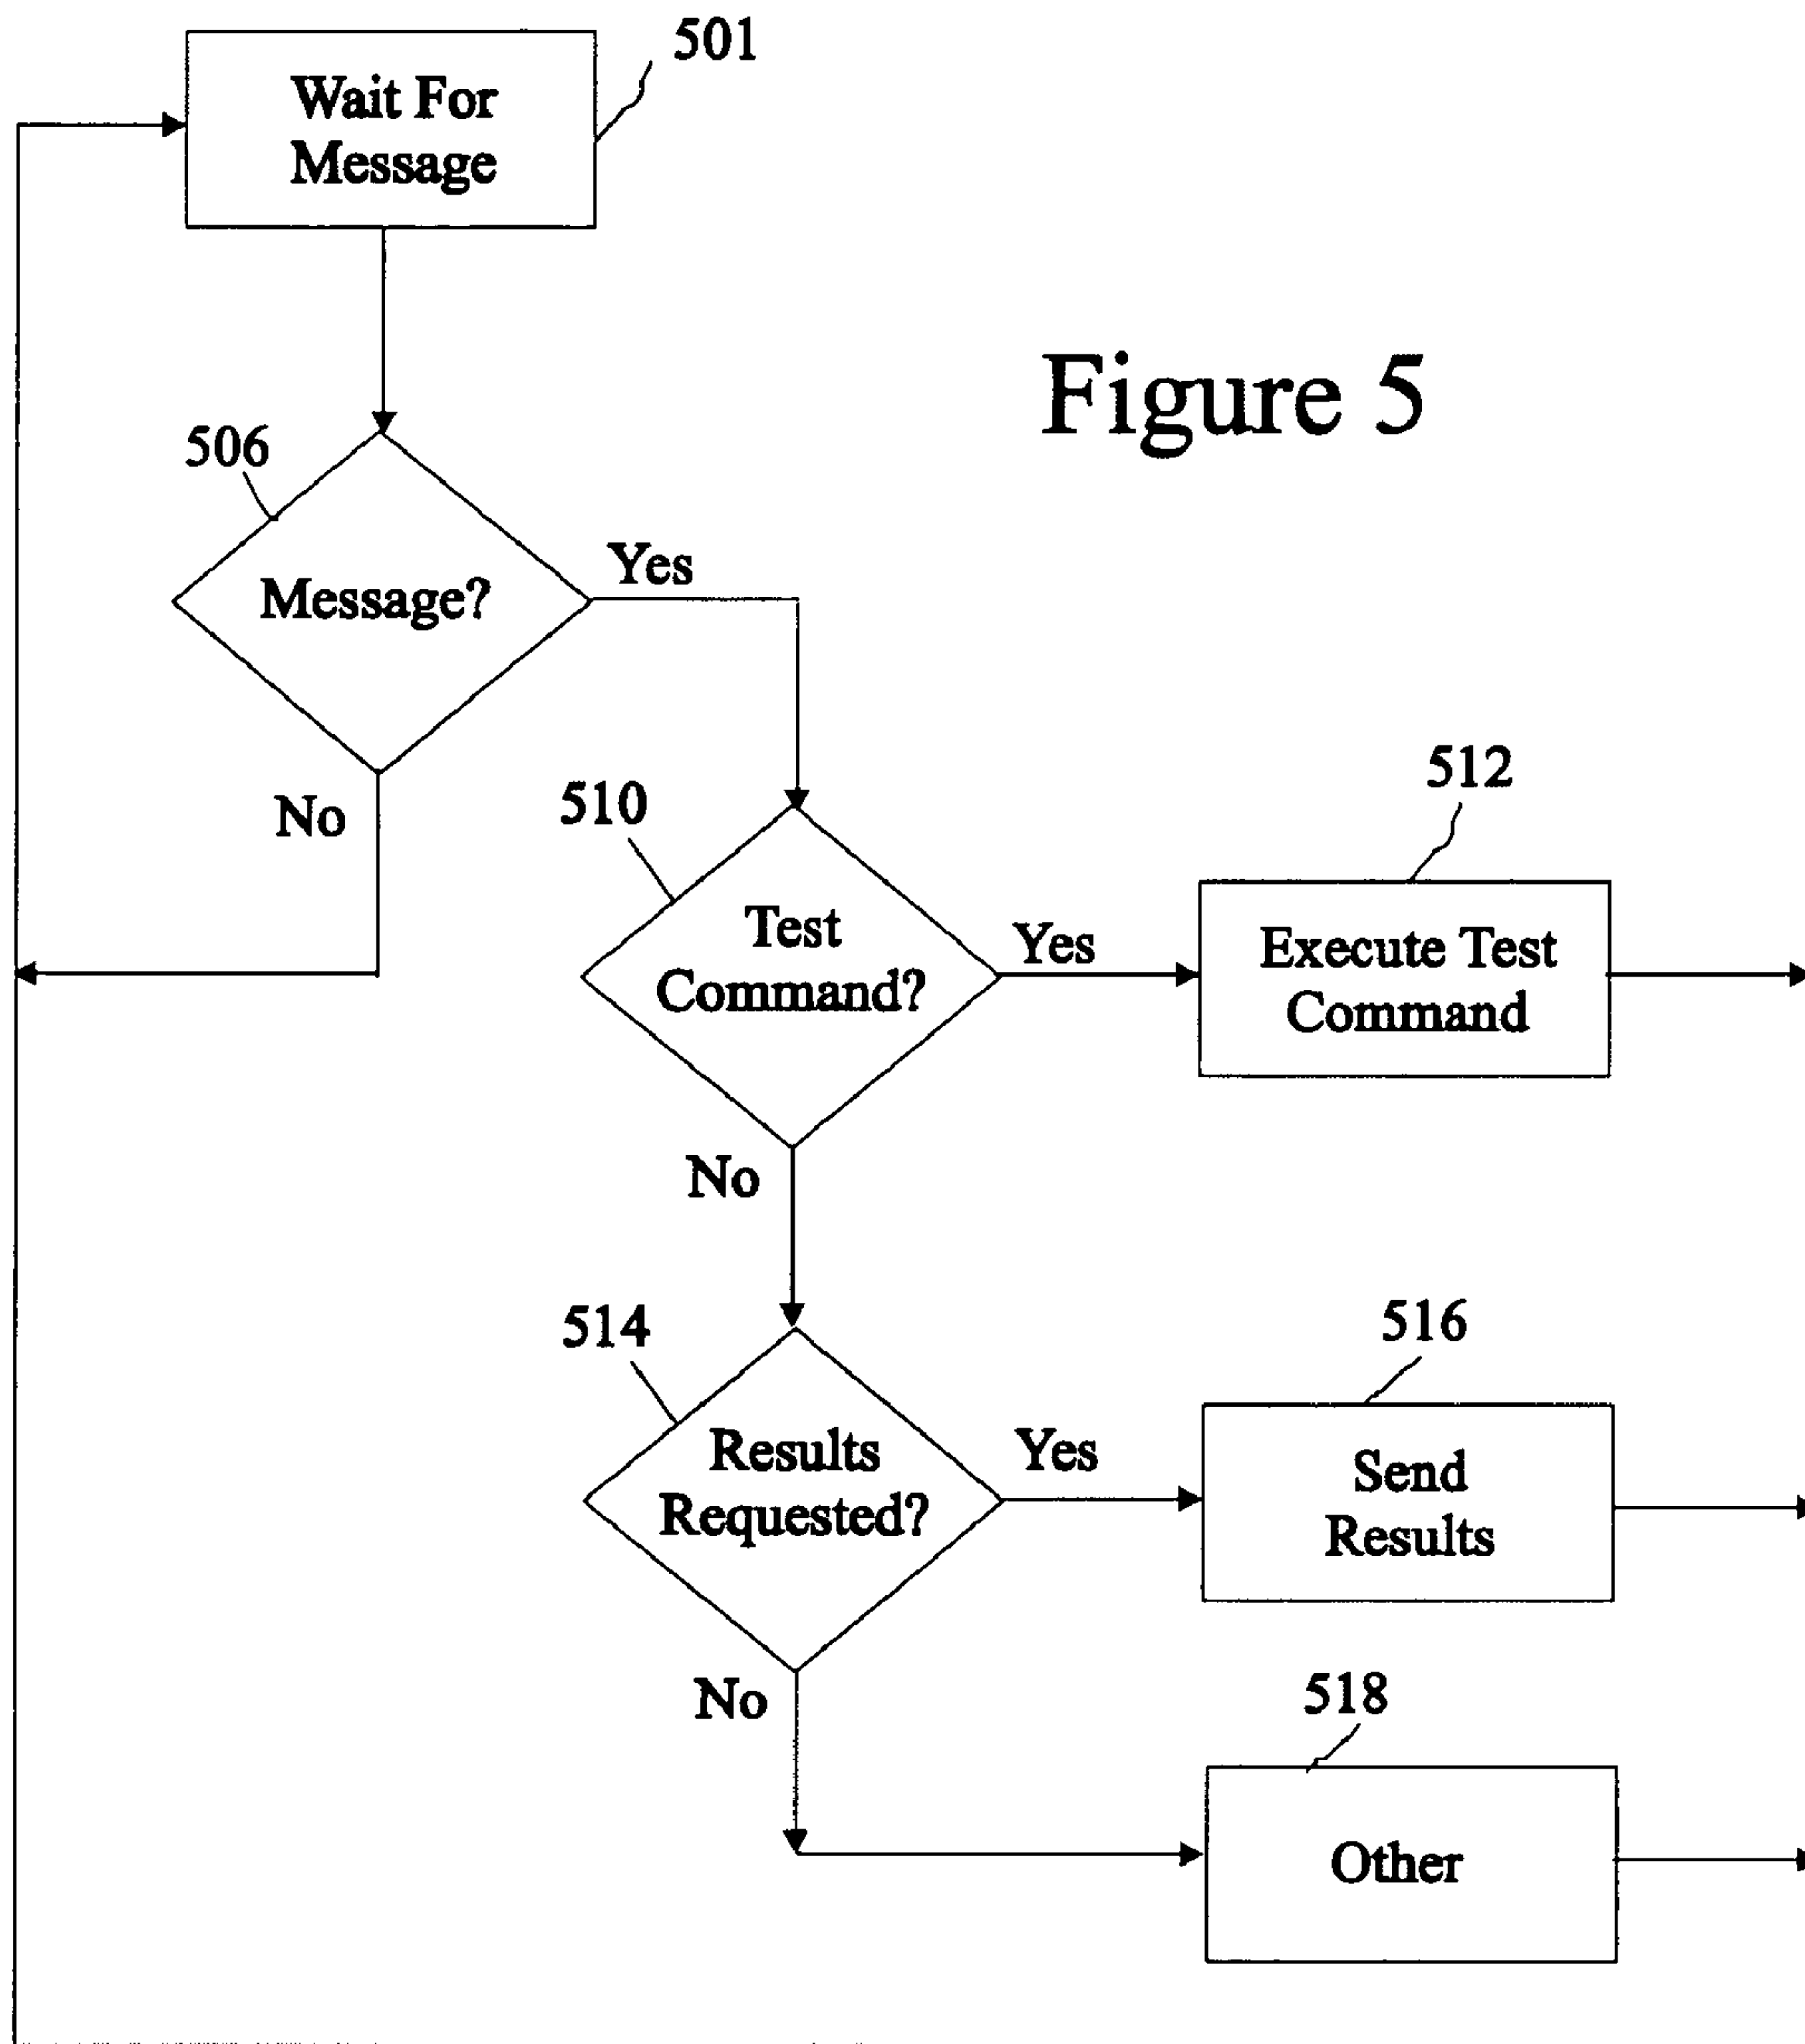 501
Wait For
Message
Figure 5
506
Message?
Yes
No
510
Test
Command?
Yes
512
Execute Test
Command
No
514
Results
Requested?
Yes
516
Send
Results
No
518
Other